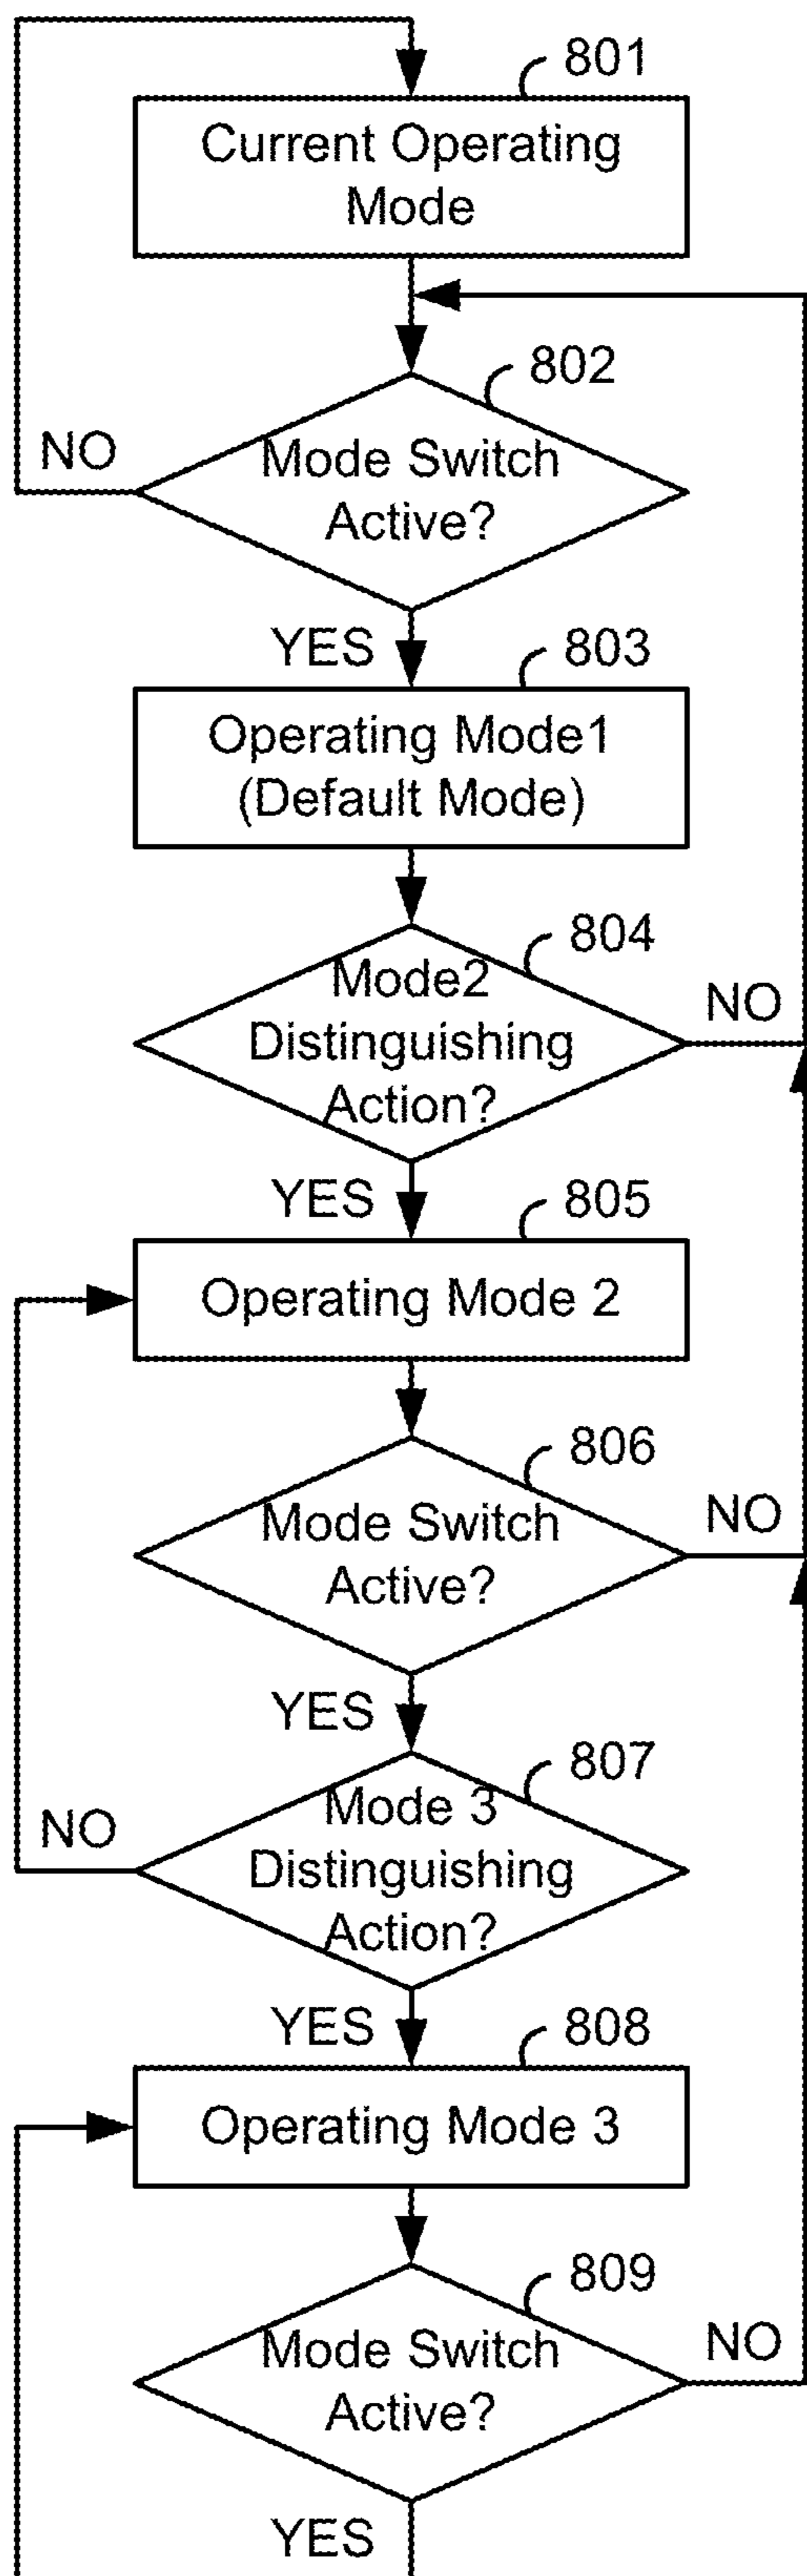 801
Current Operating
Mode
802
NO
Mode Switch
Active?
YES
803
Operating Mode1
(Default Mode)
804
Mode2
Distinguishing
Action?
NO
YES
805
Operating Mode 2
806
Mode Switch
Active?
NO
YES
807
Mode 3
Distinguishing
Action?
NO
YES
808
Operating Mode 3
809
Mode Switch
Active?
NO
YES